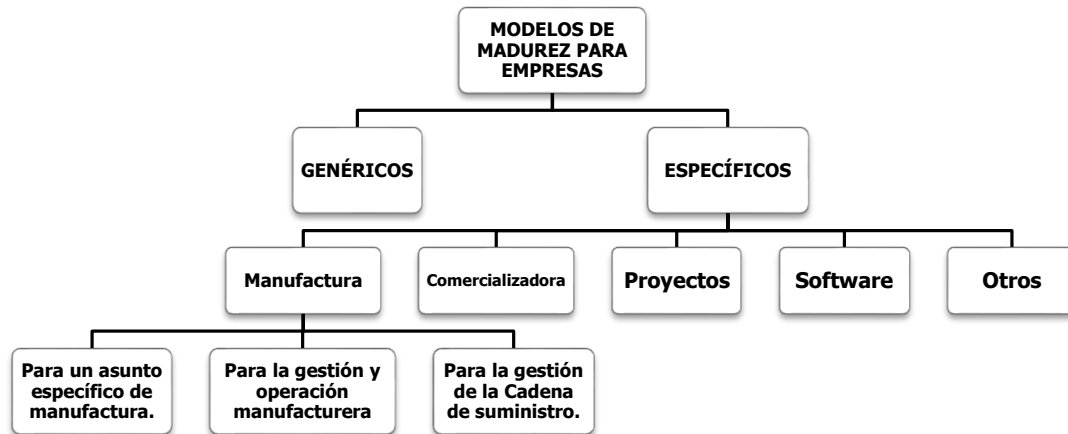 MODELOS DE
MADUREZ PARA
EMPRESAS
GENÉRICOS
ESPECÍFICOS
Manufactura
Comercializadora
Proyectos
Software
Otros
Para un asunto
específico de
manufactura.
Para la gestión y
operación
manufacturera
Para la gestión
de la Cadena
de suministro.